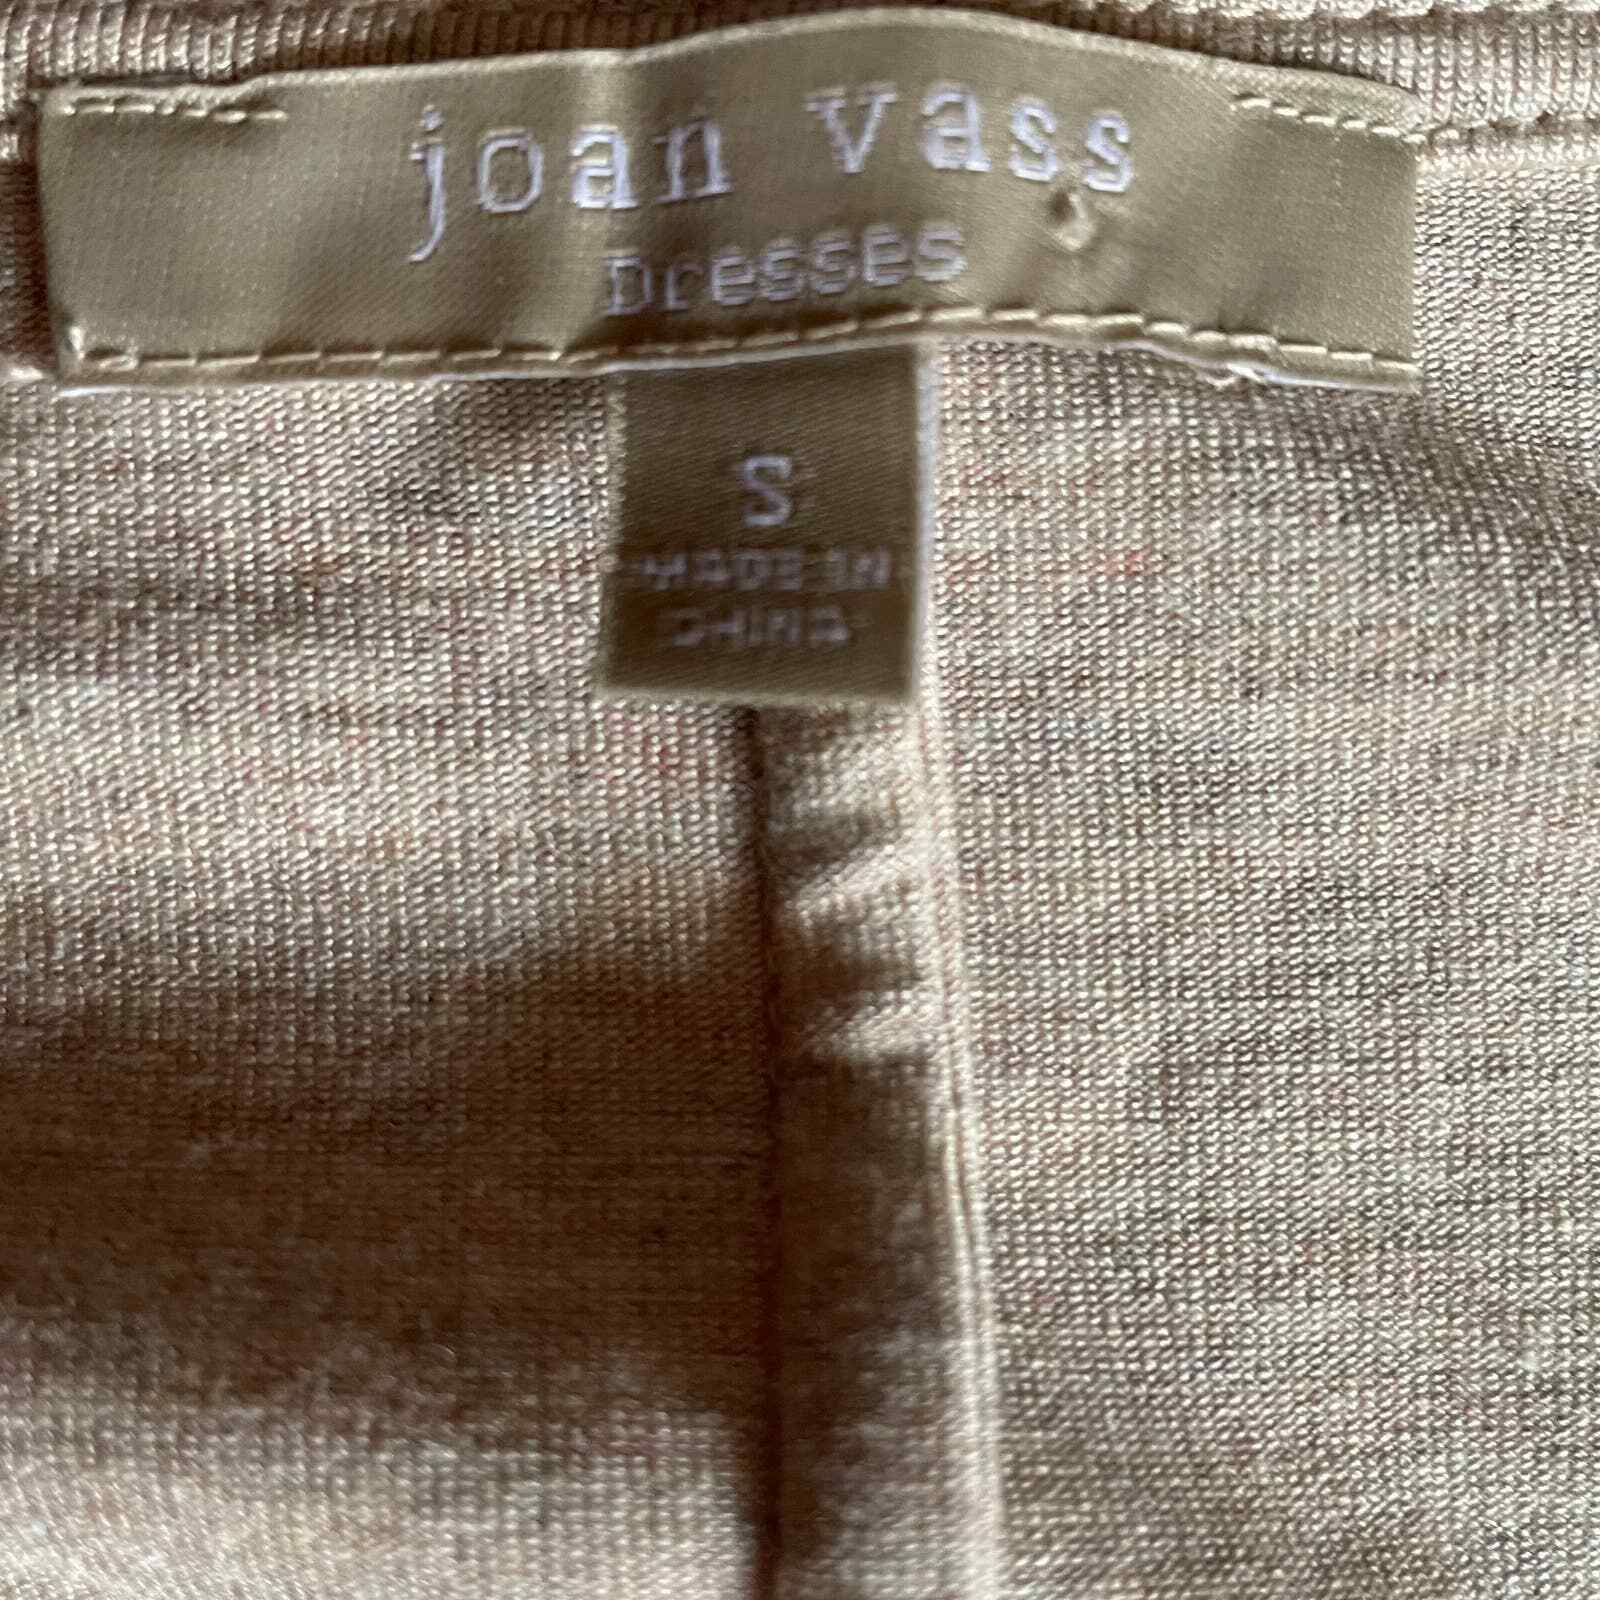 joan vass
Dresses
S
MADE IN
CHINA